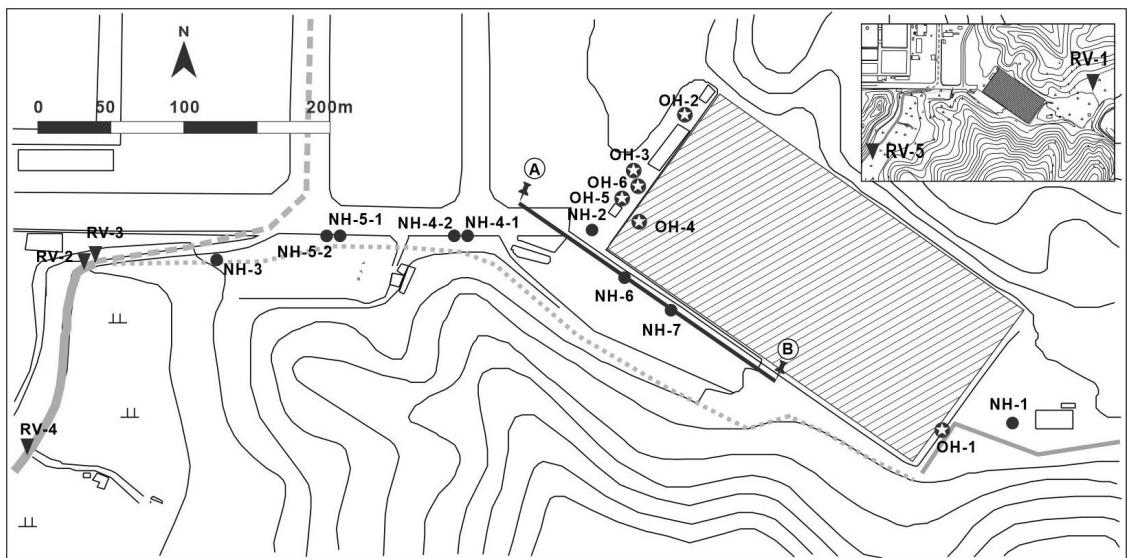 N
0 50 100 200m
RV-1
RV-5
OH-2
OH-3
OH-6
OH-5
OH-4
A
NH-2
NH-5-1
NH-4-2
NH-4-1
NH-5-2
RV-3
RV-2
NH-3
NH-6
NH-7
B
NH-1
OH-1
RV-4